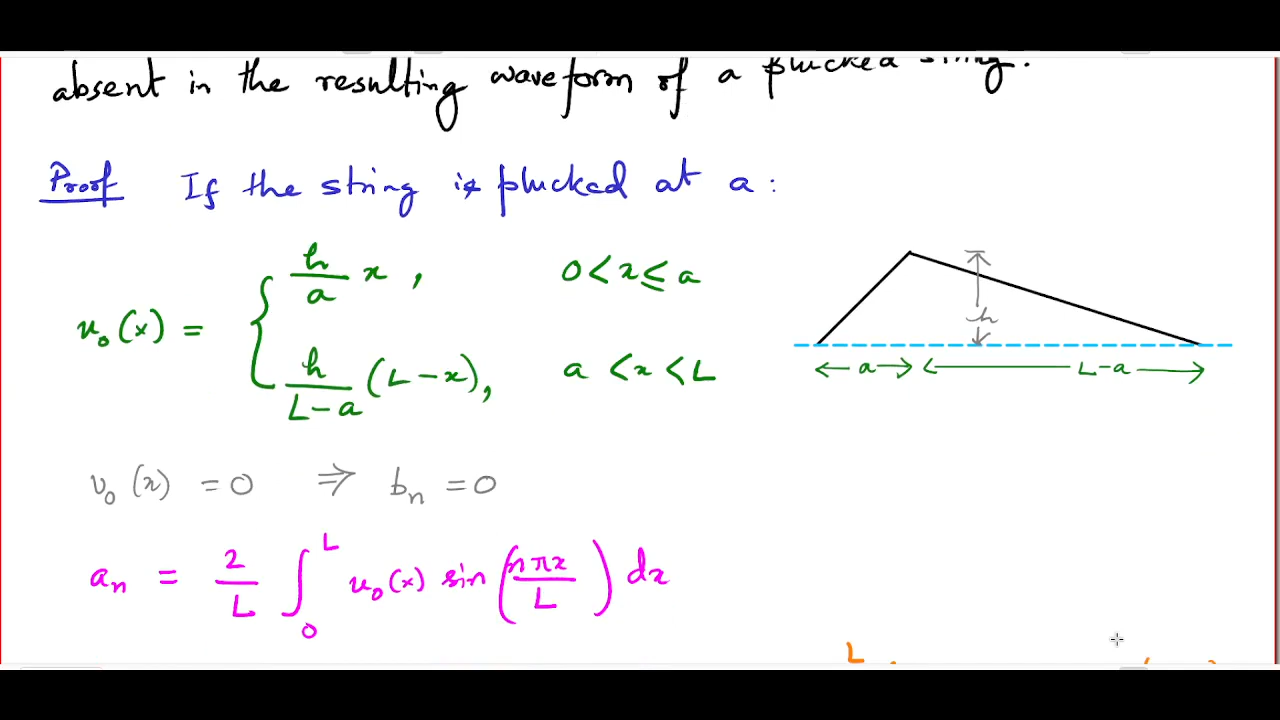 absent in the resulting waveform of a plucked string.
Proof If the string is plucked at a :
u₀(x) = { h/a x , 0 < x ≤ a
h/(L-a) (L-x), a < x < L
h
a L-a
v₀(x) = 0 ⇒ bₙ = 0
aₙ = 2/L ∫₀ᴸ u₀(x) sin(nπx/L) dx
L